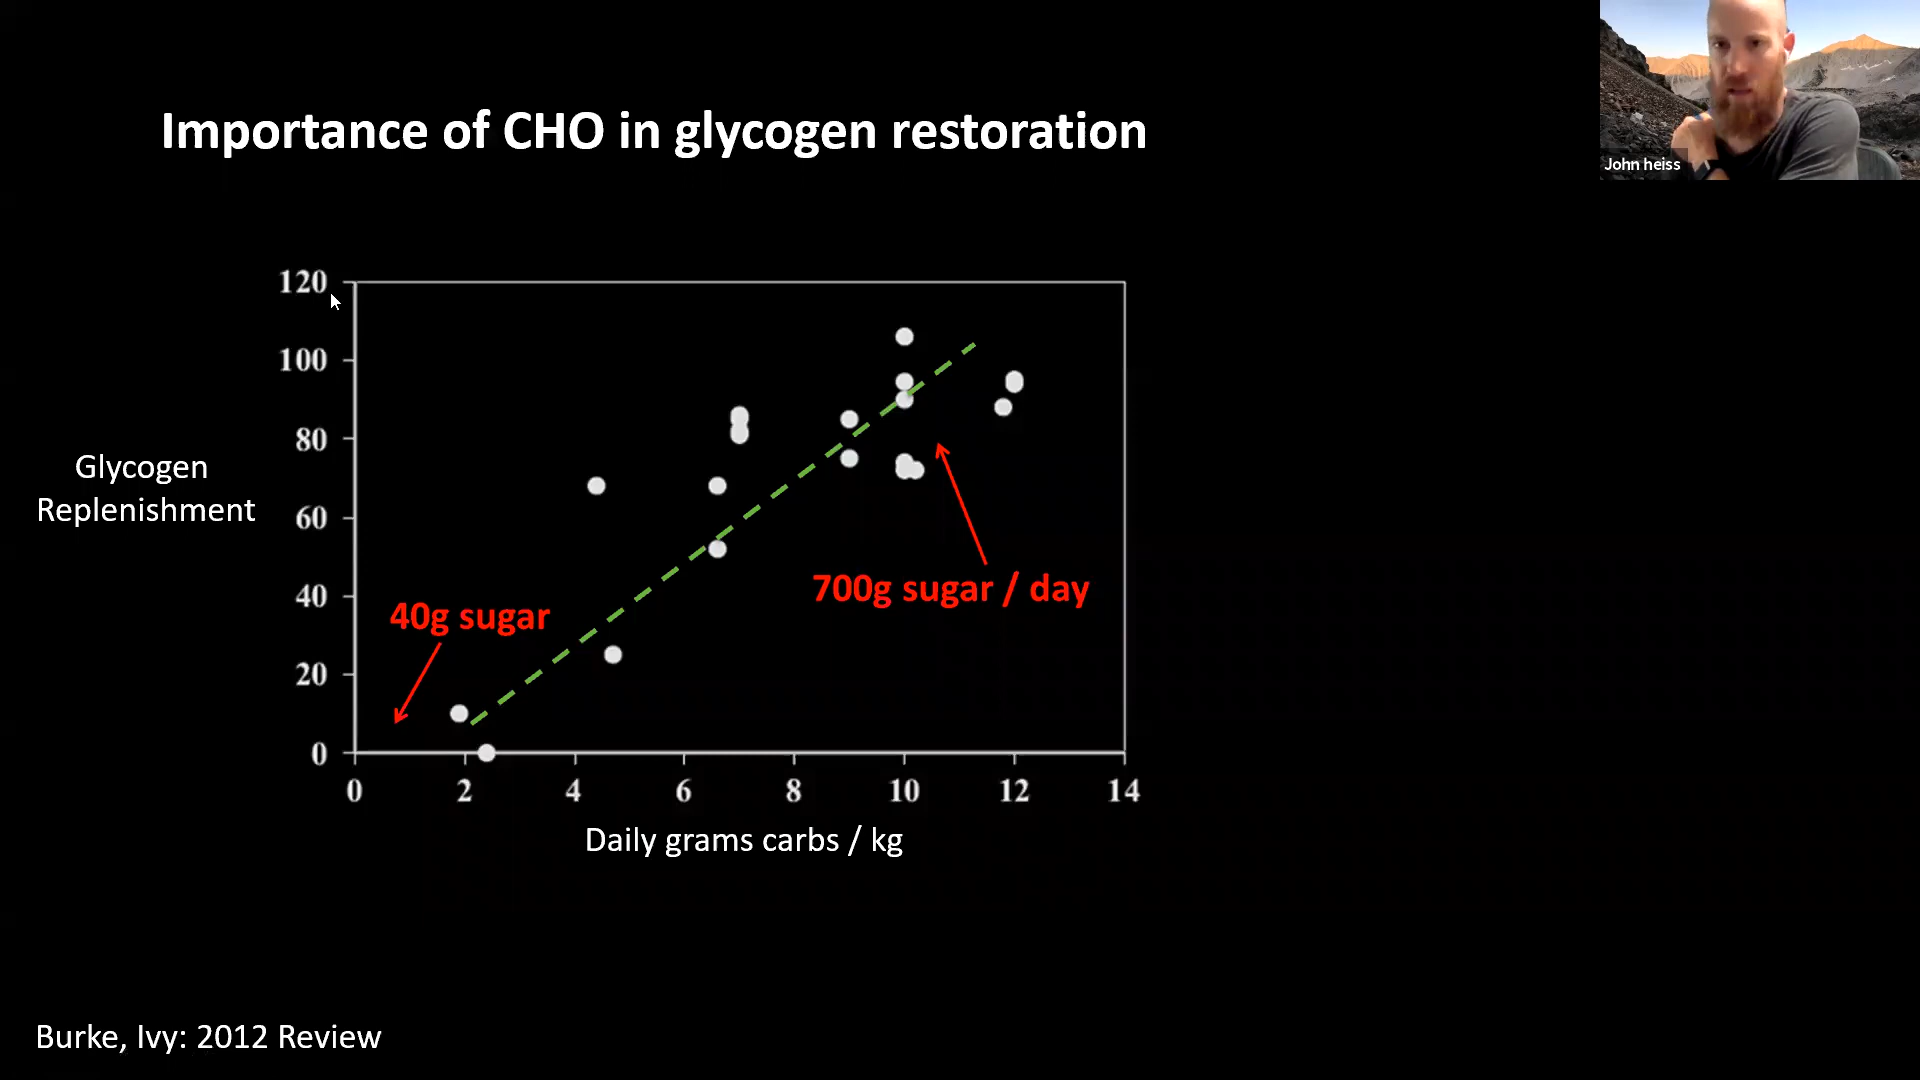 Importance of CHO in glycogen restoration
John heiss
120
100
80
60
40
20
0
Glycogen
Replenishment
40g sugar
700g sugar / day
0 2 4 6 8 10 12 14
Daily grams carbs / kg
Burke, Ivy: 2012 Review